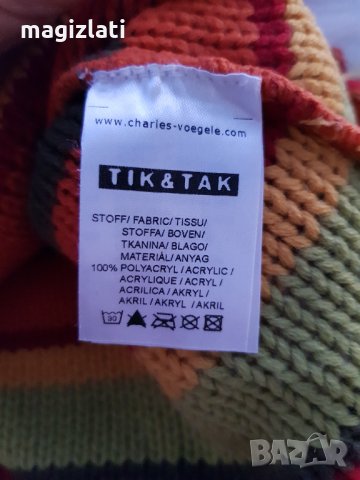 magizlati
www.charles-voegele.com
TIK&TAK
STOFF/ FABRIC/ TISSU/
STOFFA/ BOVEN/
TKANINA/ BLAGO/
MATERIÀL/ ANYAG
100% POLYACRYL / ACRYLIC /
ACRYLIQUE / ACRYL /
ACRILICA / AKRYL /
AKRIL / AKRYL / AKRIL
30
BAZAR